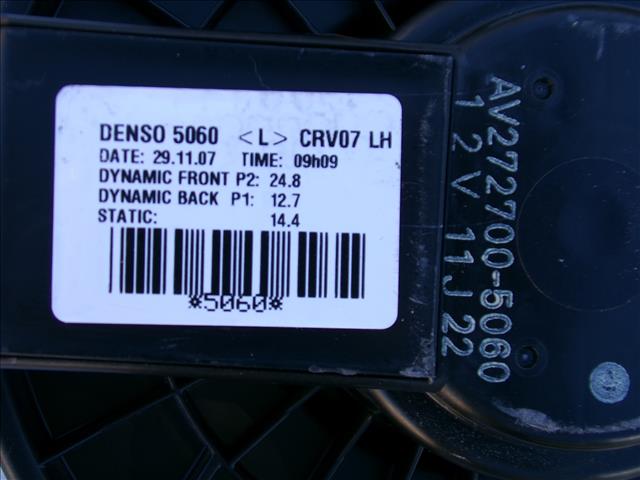 DENSO 5060 <L> CRV07 LH
DATE: 29.11.07 TIME: 09h09
DYNAMIC FRONT P2: 24.8
DYNAMIC BACK P1: 12.7
STATIC: 14.4
*5060*
AV272700-5060
12V 11J22